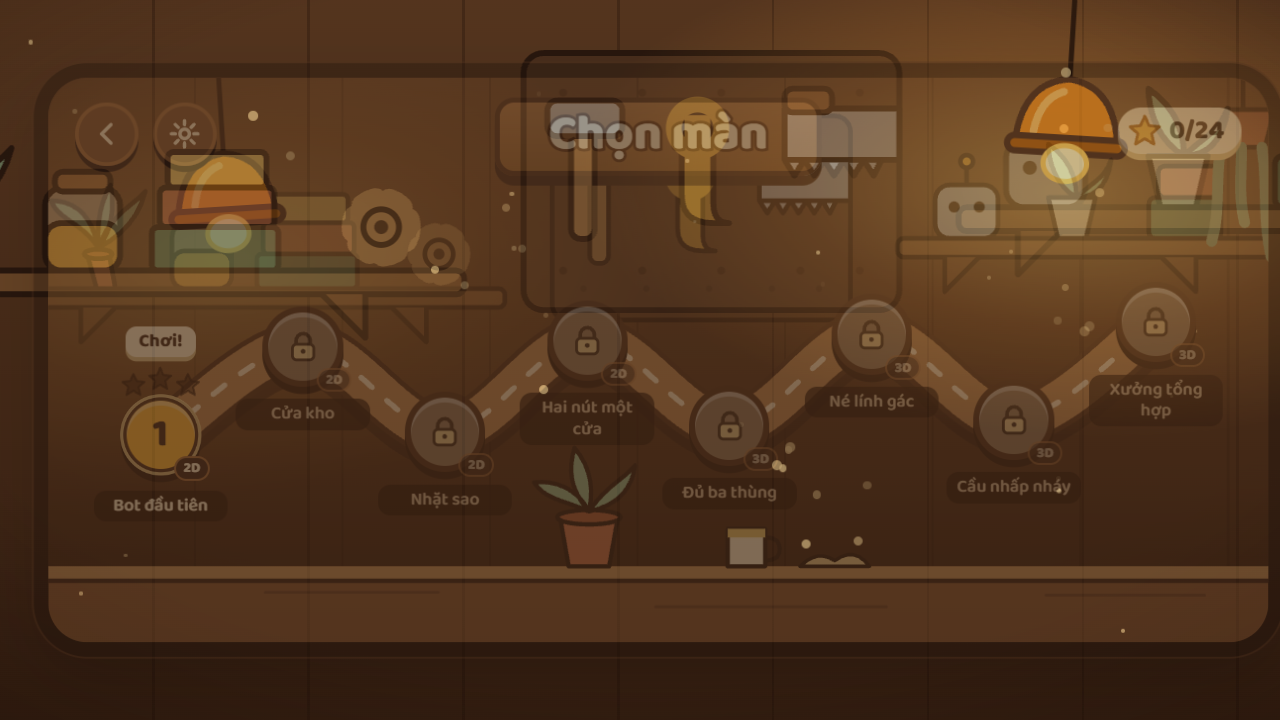 Chọn màn
0/24
Chơi!
1
2D
Bot đầu tiên
2D
Cửa kho
2D
Nhặt sao
2D
Hai nút một
cửa
3D
Đủ ba thùng
3D
Né lính gác
3D
Cầu nhấp nháy
3D
Xưởng tổng
hợp